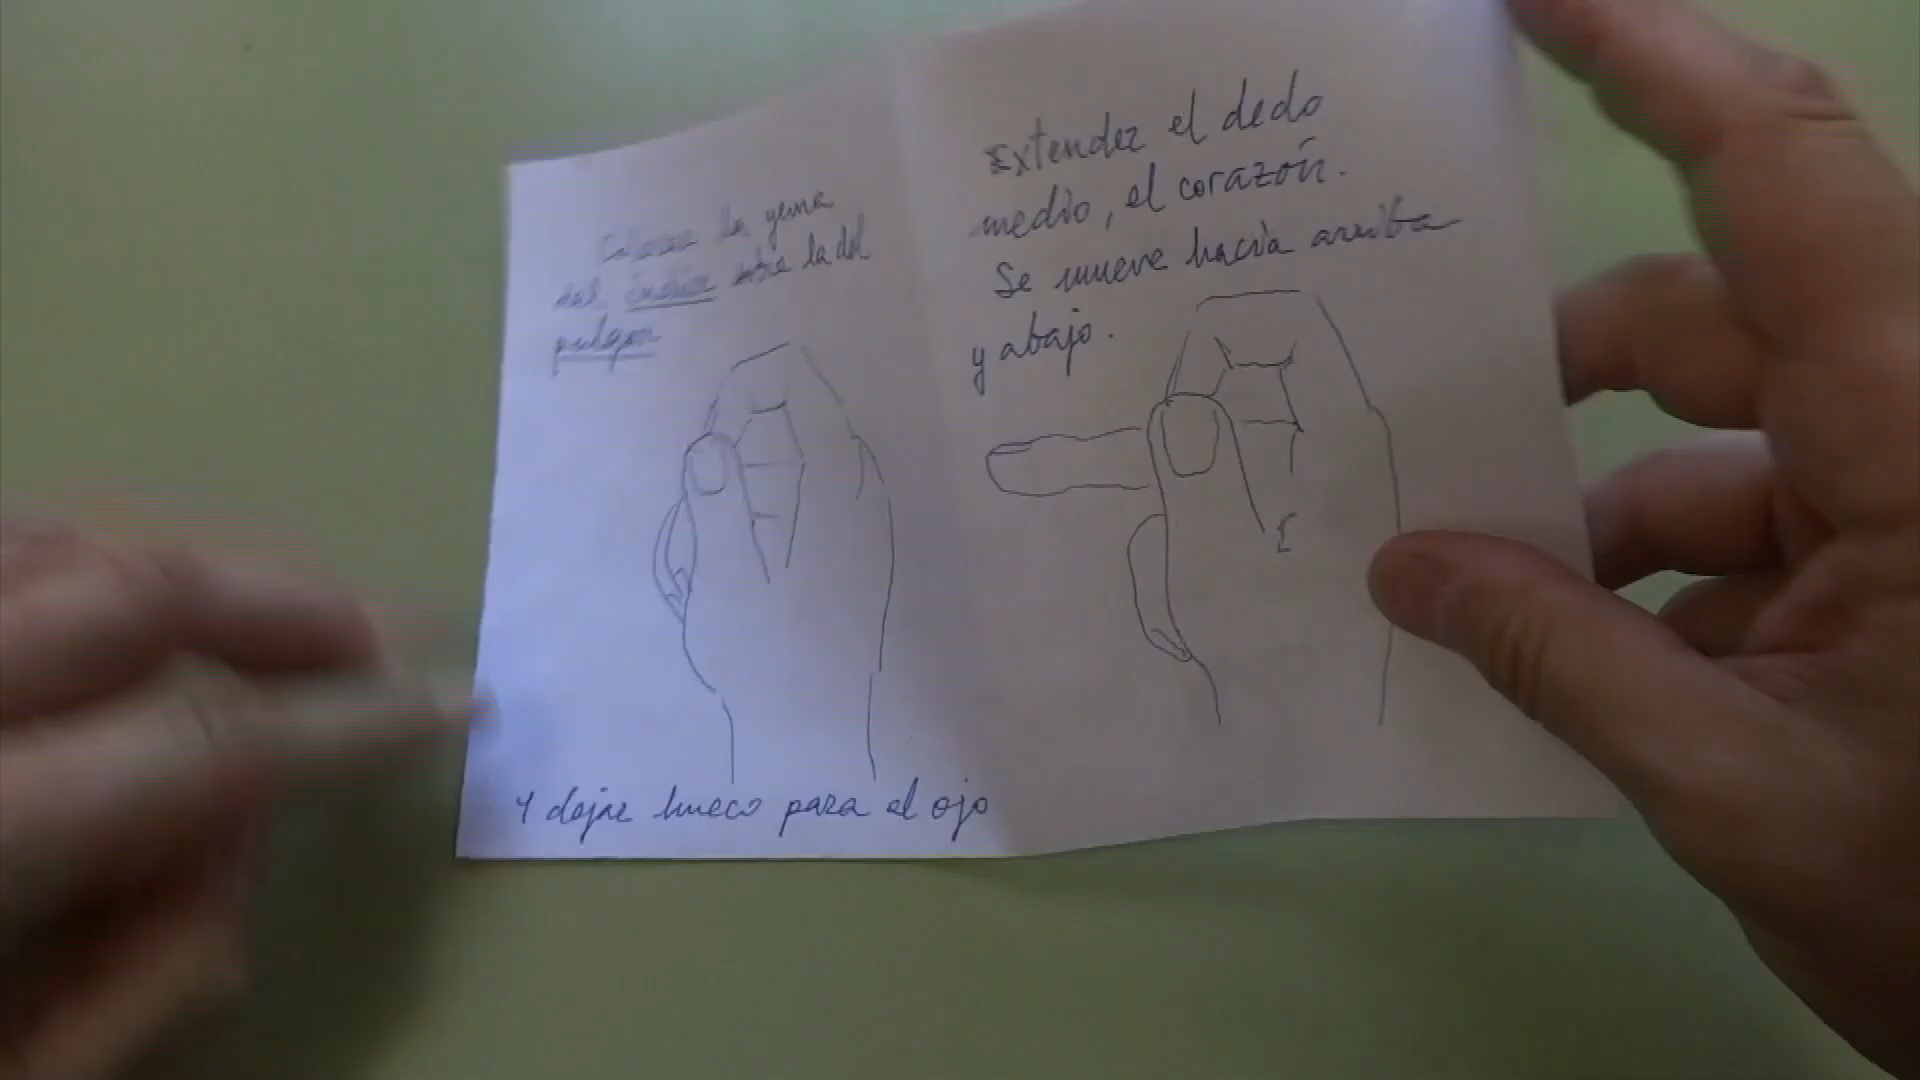 Colocar la yema
del índice sobre la del
pulgar
Y dejar hueco para el ojo
Extender el dedo
medio, el corazón.
Se mueve hacia arriba
y abajo.